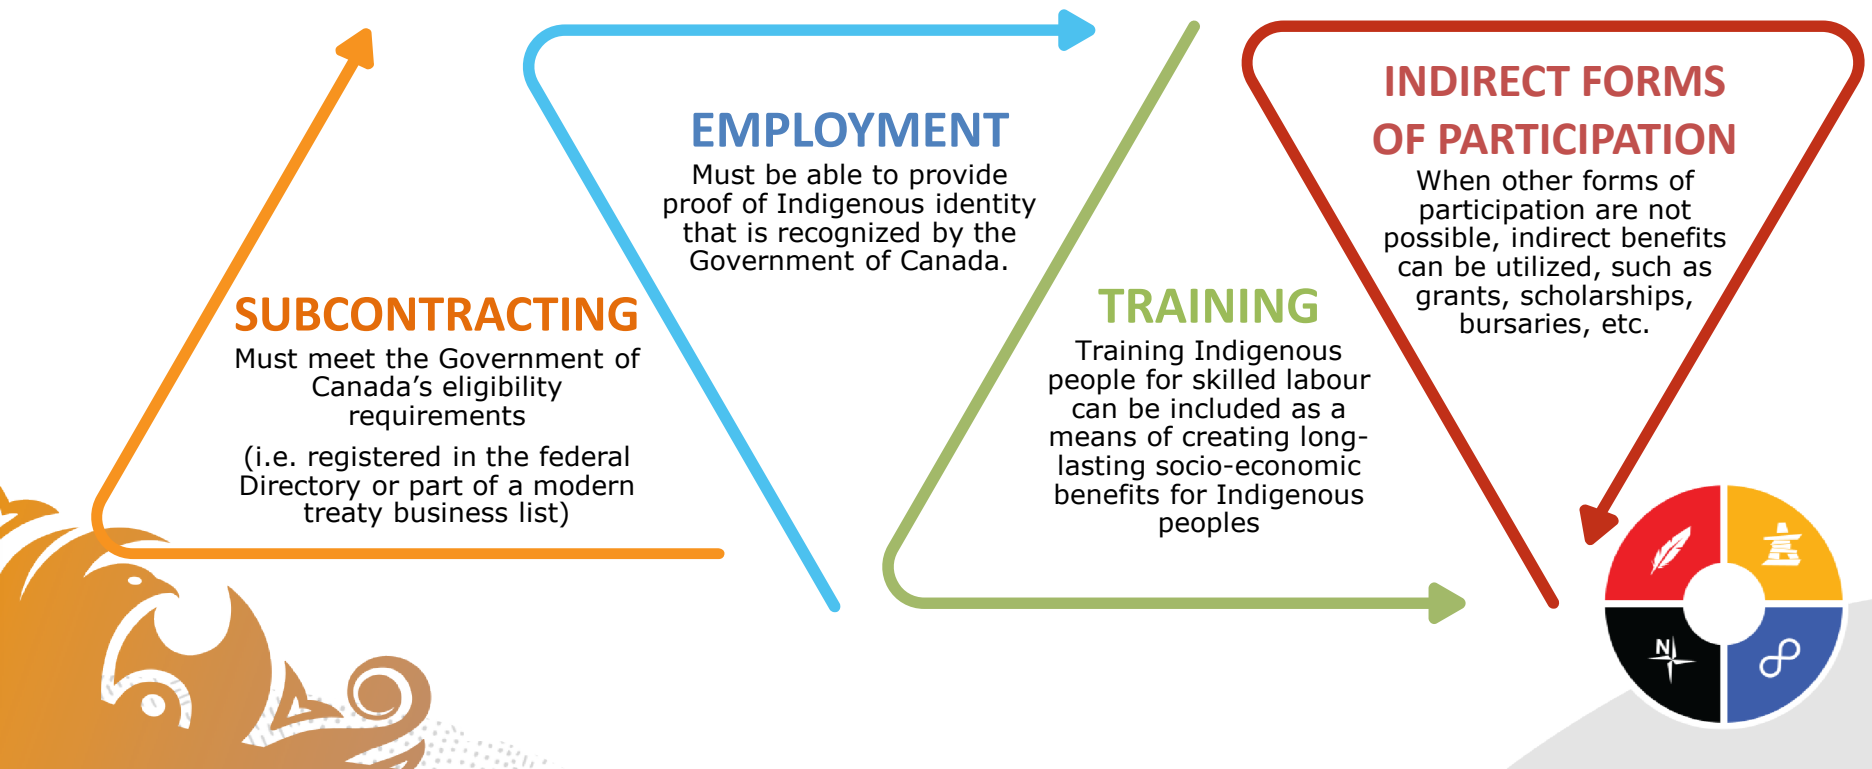 SUBCONTRACTING
Must meet the Government of
Canada’s eligibility
requirements
(i.e. registered in the federal
Directory or part of a modern
treaty business list)
EMPLOYMENT
Must be able to provide
proof of Indigenous identity
that is recognized by the
Government of Canada.
TRAINING
Training Indigenous
people for skilled labour
can be included as a
means of creating long-
lasting socio-economic
benefits for Indigenous
peoples
INDIRECT FORMS
OF PARTICIPATION
When other forms of
participation are not
possible, indirect benefits
can be utilized, such as
grants, scholarships,
bursaries, etc.
N